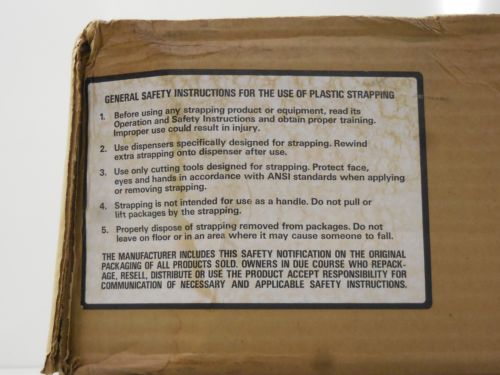 GENERAL SAFETY INSTRUCTIONS FOR THE USE OF PLASTIC STRAPPING
1. Before using any strapping product or equipment, read its
Operation and Safety Instructions and obtain proper training.
Improper use could result in injury.
2. Use dispensers specifically designed for strapping. Rewind
extra strapping onto dispenser after use.
3. Use only cutting tools designed for strapping. Protect face,
eyes and hands in accordance with ANSI standards when applying
or removing strapping.
4. Strapping is not intended for use as a handle. Do not pull or
lift packages by the strapping.
5. Properly dispose of strapping removed from packages. Do not
leave on floor or in an area where it may cause someone to fall.
THE MANUFACTURER INCLUDES THIS SAFETY NOTIFICATION ON THE ORIGINAL
PACKAGING OF ALL PRODUCTS SOLD. OWNERS IN DUE COURSE WHO REPACK-
AGE, RESELL, DISTRIBUTE OR USE THE PRODUCT ACCEPT RESPONSIBILITY FOR
COMMUNICATION OF NECESSARY AND APPLICABLE SAFETY INSTRUCTIONS.